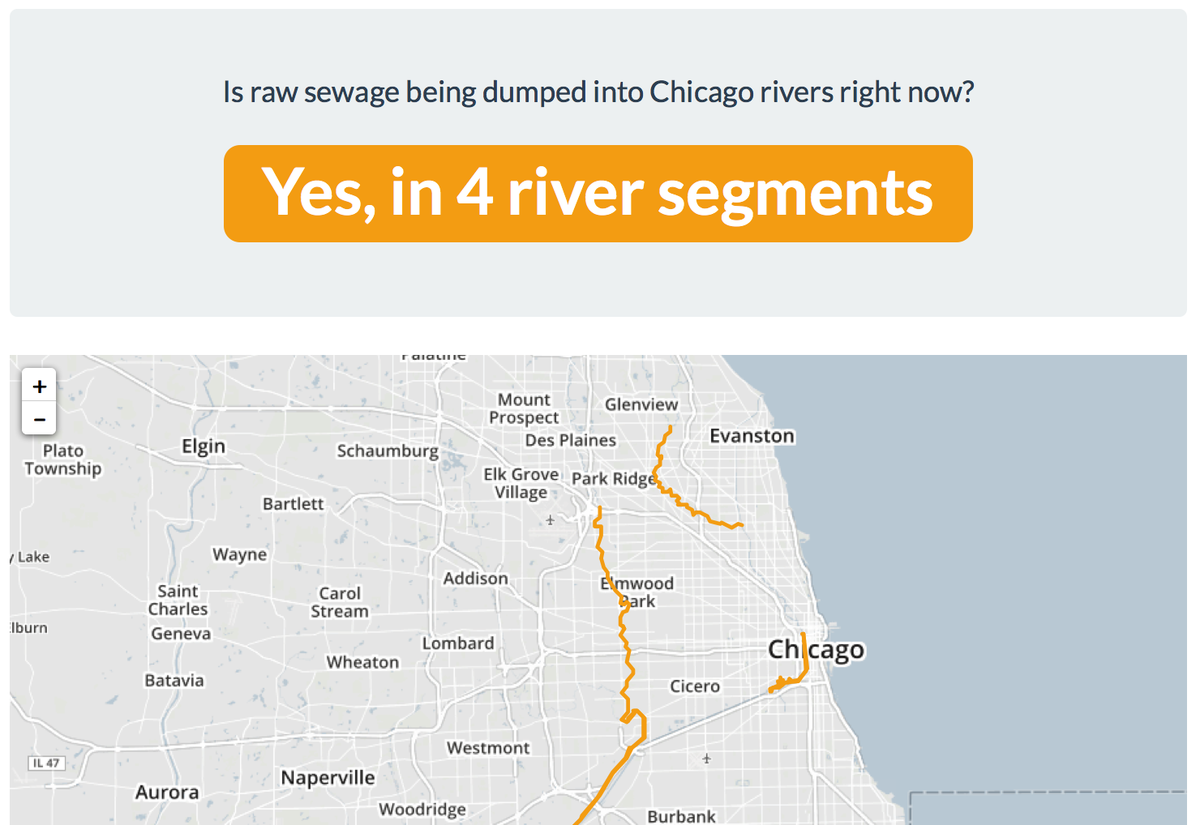 Is raw sewage being dumped into Chicago rivers right now?
Yes, in 4 river segments
+
−
Palatine
Mount
Prospect
Glenview
Des Plaines
Evanston
Plato
Township
Elgin
Schaumburg
Elk Grove
Village
Park Ridge
Bartlett
y Lake
Wayne
Addison
Elmwood
Park
Saint
Charles
Carol
Stream
lburn
Geneva
Lombard
Chicago
Wheaton
Batavia
Cicero
Westmont
IL 47
Naperville
Aurora
Woodridge
Burbank